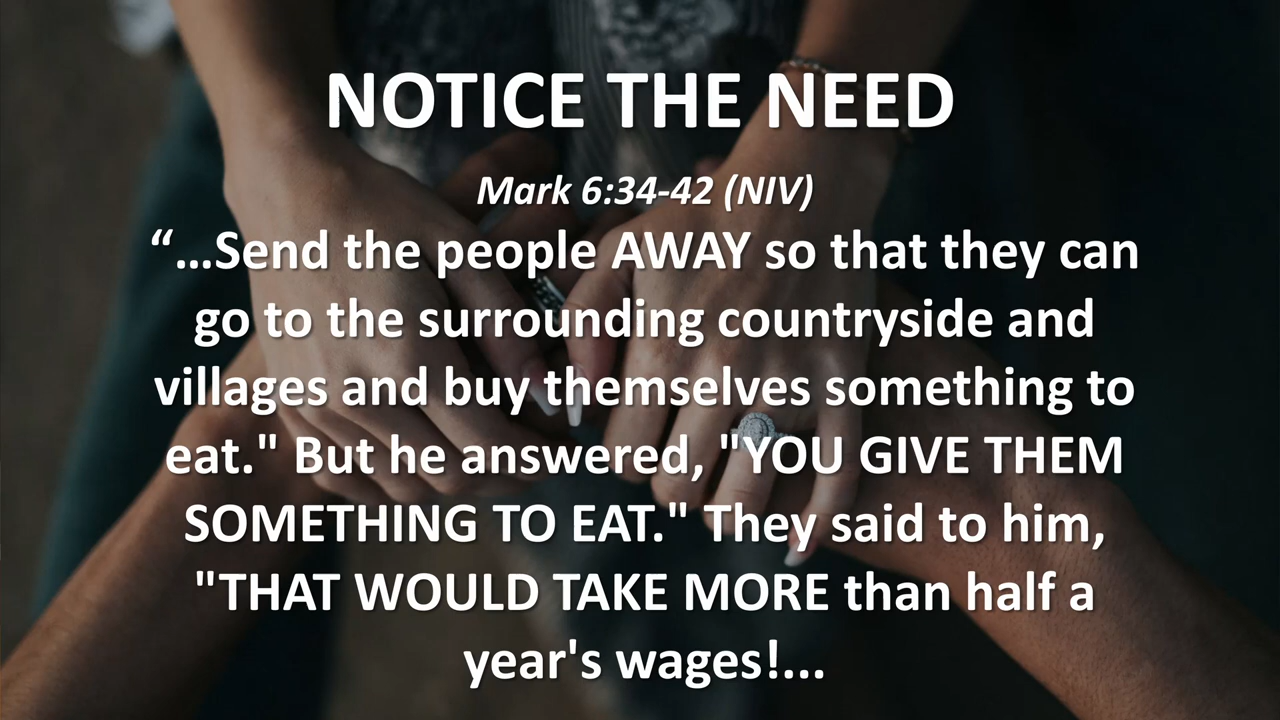 NOTICE THE NEED
Mark 6:34-42 (NIV)
“...Send the people AWAY so that they can
go to the surrounding countryside and
villages and buy themselves something to
eat." But he answered, "YOU GIVE THEM
SOMETHING TO EAT." They said to him,
"THAT WOULD TAKE MORE than half a
year's wages!...